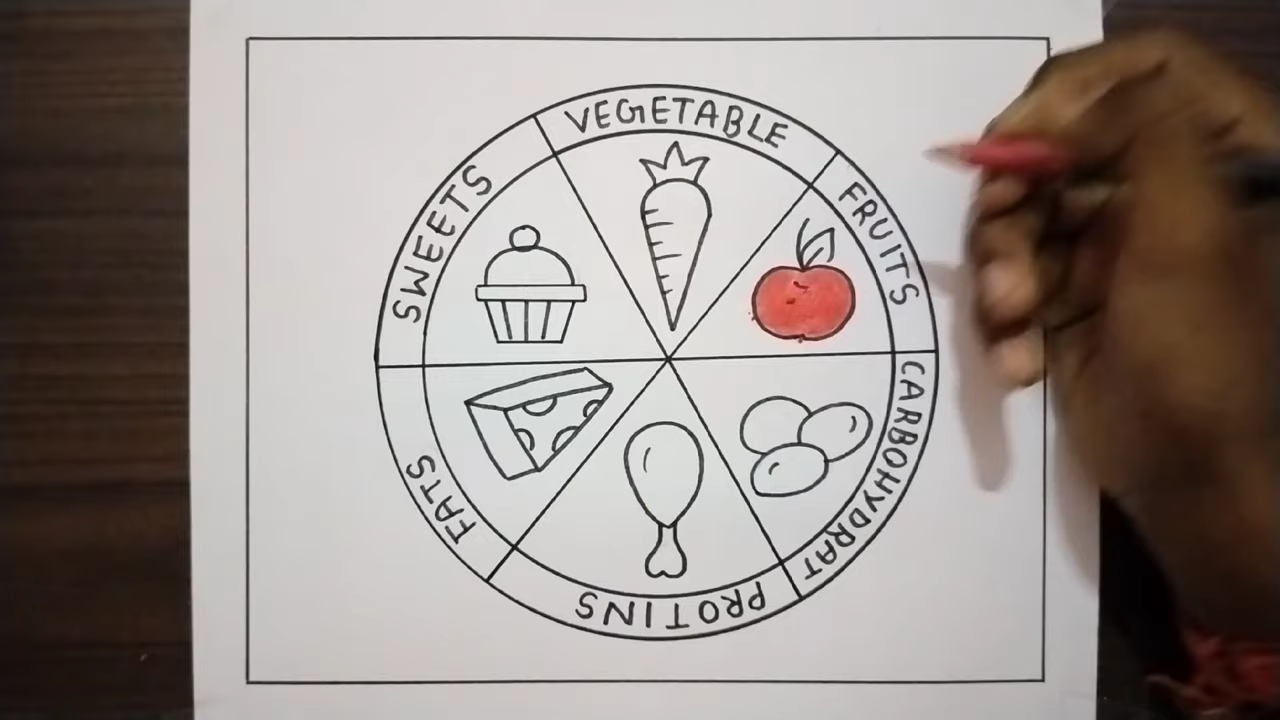 VEGETABLE
FRUITS
CARBOHYDRAT
PROTINS
FATS
SWEETS